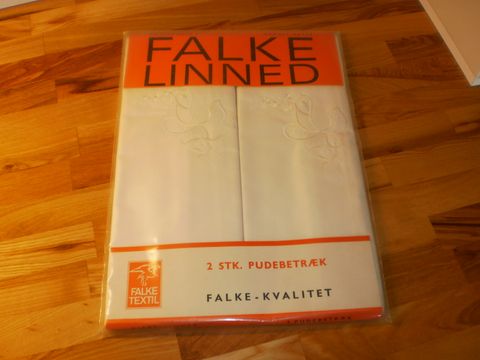 FALKE
LINNED
2 STK. PUDEBETRÆK
FALKE
TEXTIL
FALKE-KVALITET